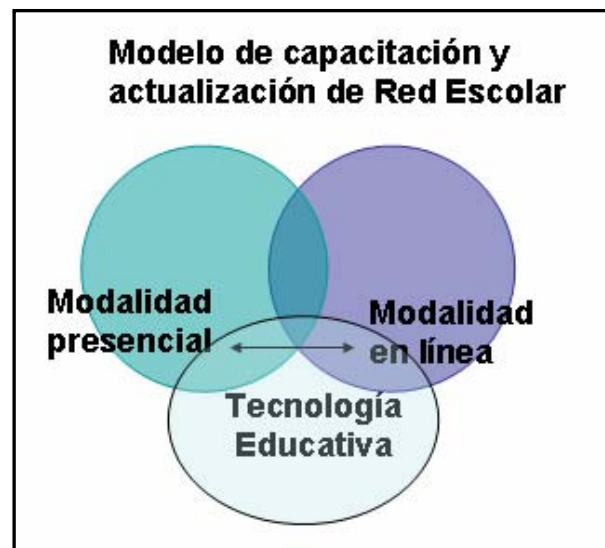 Modelo de capacitación y
actualización de Red Escolar
Modalidad
presencial
Modalidad
en línea
Tecnología
Educativa